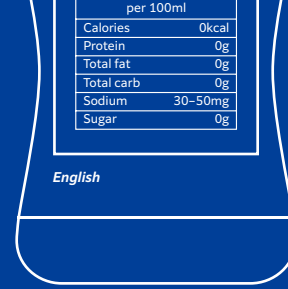 per 100ml
Calories 0kcal
Protein 0g
Total fat 0g
Total carb 0g
Sodium 30–50mg
Sugar 0g
English